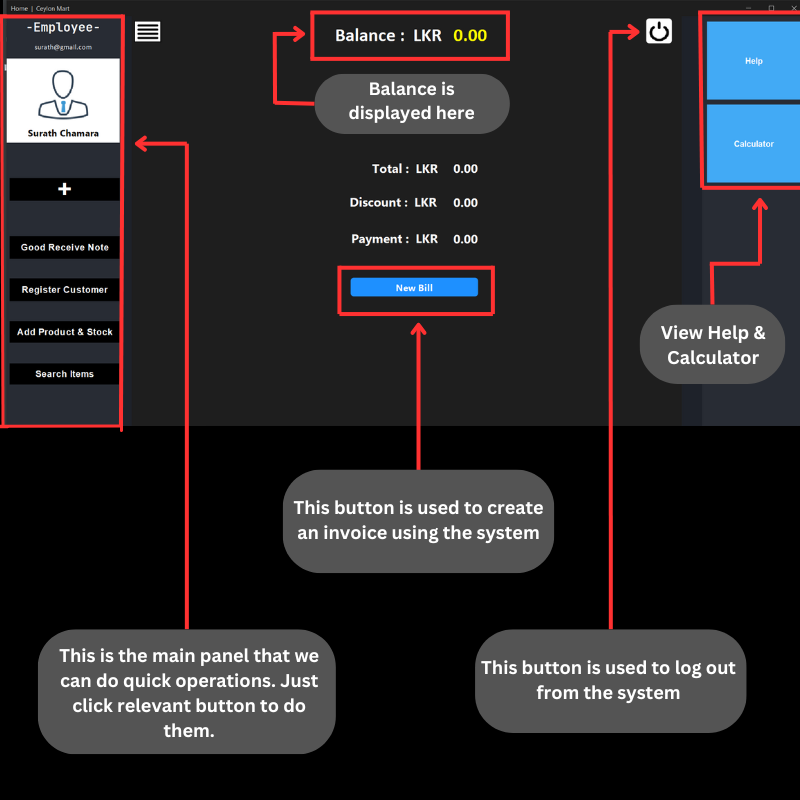 Home | Ceylon Mart
-Employee-
surath@gmail.com
Surath Chamara
+
Good Receive Note
Register Customer
Add Product & Stock
Search Items
Balance : LKR 0.00
Balance is
displayed here
Total : LKR 0.00
Discount : LKR 0.00
Payment : LKR 0.00
New Bill
Help
Calculator
View Help &
Calculator
This button is used to create
an invoice using the system
This is the main panel that we
can do quick operations. Just
click relevant button to do
them.
This button is used to log out
from the system